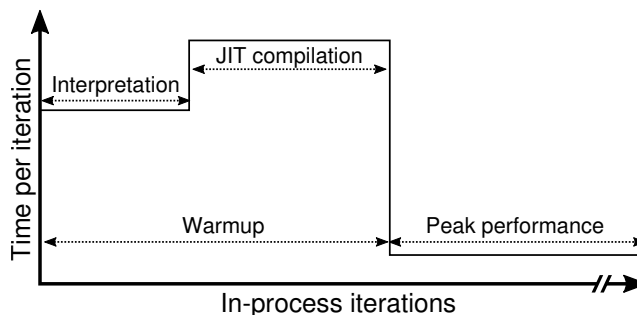 JIT compilation
Interpretation
Time per iteration
Warmup
Peak performance
In-process iterations